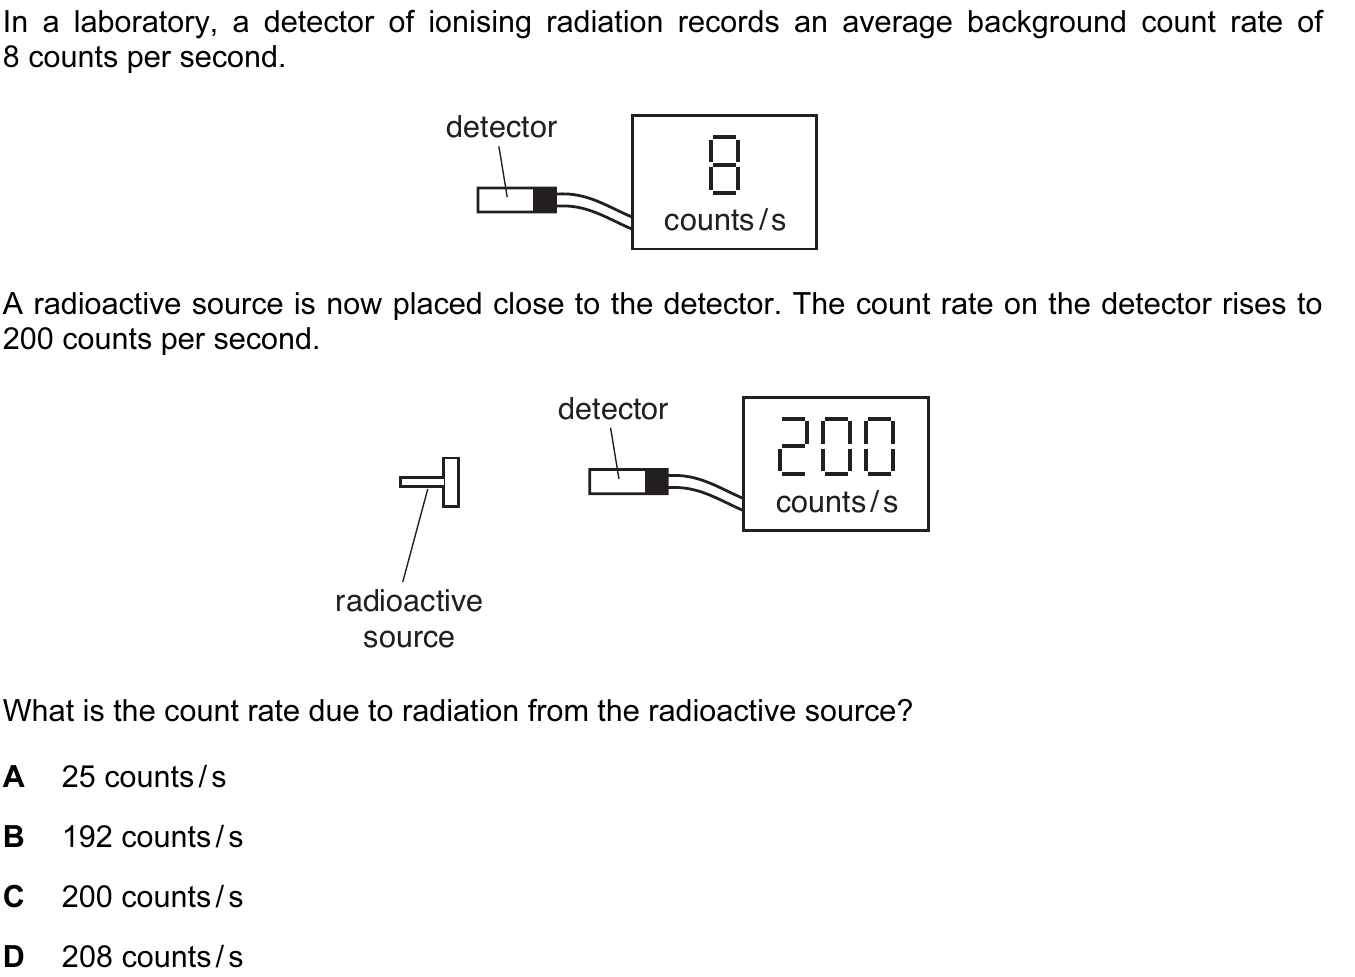 In a laboratory, a detector of ionising radiation records an average background count rate of
8 counts per second.
detector
8
counts/s
A radioactive source is now placed close to the detector. The count rate on the detector rises to
200 counts per second.
detector
200
counts/s
radioactive
source
What is the count rate due to radiation from the radioactive source?
A 25 counts/s
B 192 counts/s
C 200 counts/s
D 208 counts/s